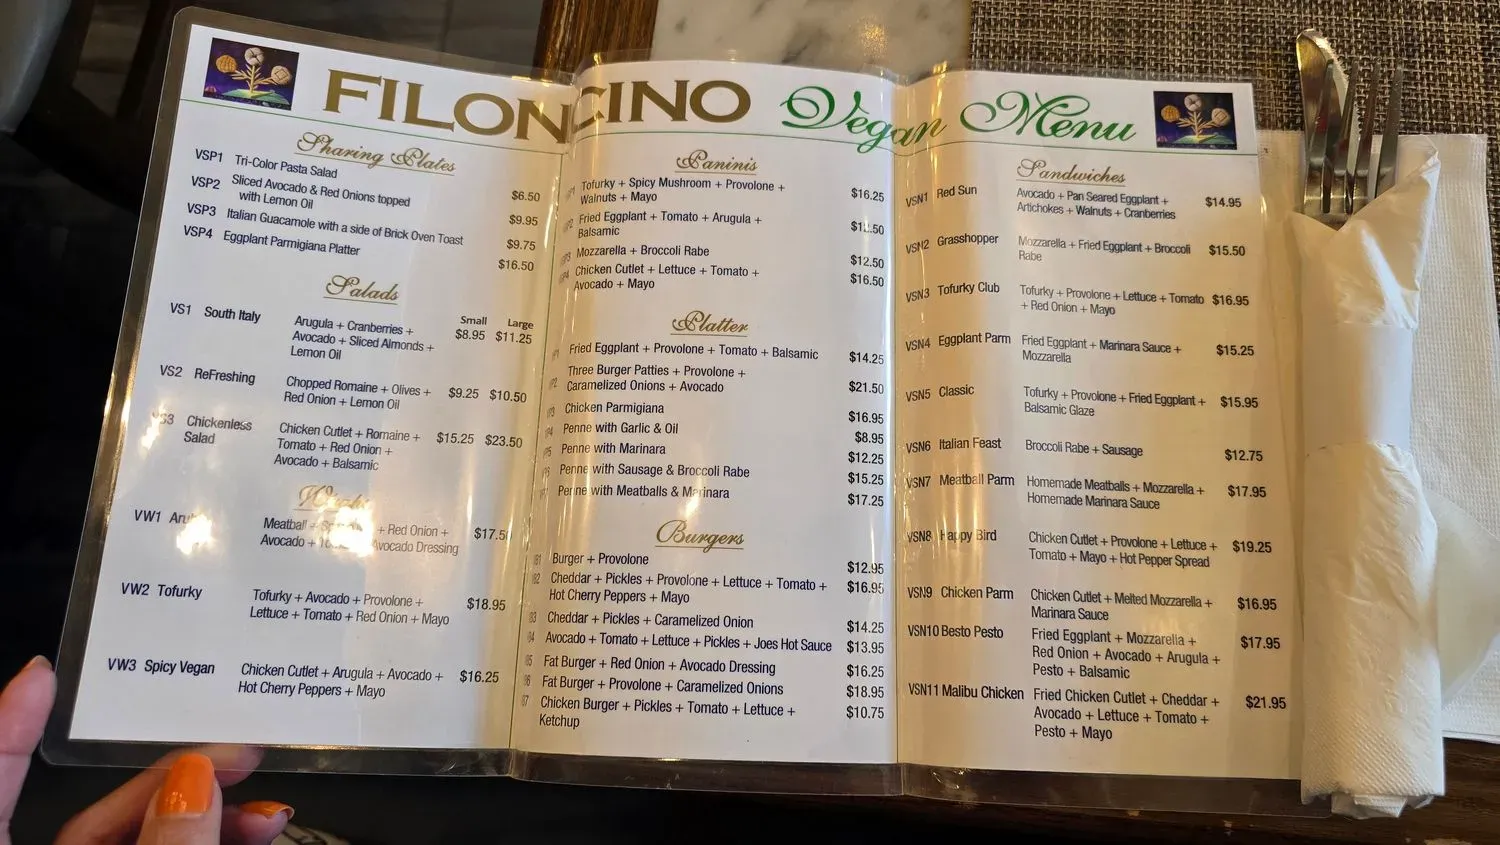 FILONCINO Vegan Menu
Sharing Plates
VSP1 Tri-Color Pasta Salad $6.50
VSP2 Sliced Avocado & Red Onions topped
with Lemon Oil $9.95
VSP3 Italian Guacamole with a side of Brick Oven Toast $9.75
VSP4 Eggplant Parmigiana Platter $16.50
Salads
Small Large
VS1 South Italy Arugula + Cranberries + $8.95 $11.25
Avocado + Sliced Almonds +
Lemon Oil
VS2 ReFreshing Chopped Romaine + Olives + $9.25 $10.50
Red Onion + Lemon Oil
VS3 Chickenless Chicken Cutlet + Romaine + $15.25 $23.50
Salad Tomato + Red Onion +
Avocado + Balsamic
VW1 Meatball + + Red Onion + $17.50
Avocado + Avocado Dressing
VW2 Tofurky Tofurky + Avocado + Provolone + $18.95
Lettuce + Tomato + Red Onion + Mayo
VW3 Spicy Vegan Chicken Cutlet + Arugula + Avocado + $16.25
Hot Cherry Peppers + Mayo
Paninis
Tofurky + Spicy Mushroom + Provolone + $16.25
Walnuts + Mayo
Fried Eggplant + Tomato + Arugula +
Balsamic
Mozzarella + Broccoli Rabe $12.50
Chicken Cutlet + Lettuce + Tomato + $16.50
Avocado + Mayo
Platter
Fried Eggplant + Provolone + Tomato + Balsamic $14.25
Three Burger Patties + Provolone +
Caramelized Onions + Avocado $21.50
Chicken Parmigiana $16.95
Penne with Garlic & Oil $8.95
Penne with Marinara $12.25
Penne with Sausage & Broccoli Rabe $15.25
Penne with Meatballs & Marinara $17.25
Burgers
Burger + Provolone $12.95
Cheddar + Pickles + Provolone + Lettuce + Tomato + $16.95
Hot Cherry Peppers + Mayo
Cheddar + Pickles + Caramelized Onion $14.25
Avocado + Tomato + Lettuce + Pickles + Joes Hot Sauce $13.95
Fat Burger + Red Onion + Avocado Dressing $16.25
Fat Burger + Provolone + Caramelized Onions $18.95
Chicken Burger + Pickles + Tomato + Lettuce + $10.75
Ketchup
Sandwiches
VSN1 Red Sun Avocado + Pan Seared Eggplant + $14.95
Artichokes + Walnuts + Cranberries
VSN2 Grasshopper Mozzarella + Fried Eggplant + Broccoli $15.50
Rabe
VSN3 Tofurky Club Tofurky + Provolone + Lettuce + Tomato $16.95
+ Red Onion + Mayo
VSN4 Eggplant Parm Fried Eggplant + Marinara Sauce + $15.25
Mozzarella
VSN5 Classic Tofurky + Provolone + Fried Eggplant + $15.95
Balsamic Glaze
VSN6 Italian Feast Broccoli Rabe + Sausage $12.75
VSN7 Meatball Parm Homemade Meatballs + Mozzarella + $17.95
Homemade Marinara Sauce
VSN8 Happy Bird Chicken Cutlet + Provolone + Lettuce + $19.25
Tomato + Mayo + Hot Pepper Spread
VSN9 Chicken Parm Chicken Cutlet + Melted Mozzarella + $16.95
Marinara Sauce
VSN10 Besto Pesto Fried Eggplant + Mozzarella + $17.95
Red Onion + Avocado + Arugula +
Pesto + Balsamic
VSN11 Malibu Chicken Fried Chicken Cutlet + Cheddar + $21.95
Avocado + Lettuce + Tomato +
Pesto + Mayo